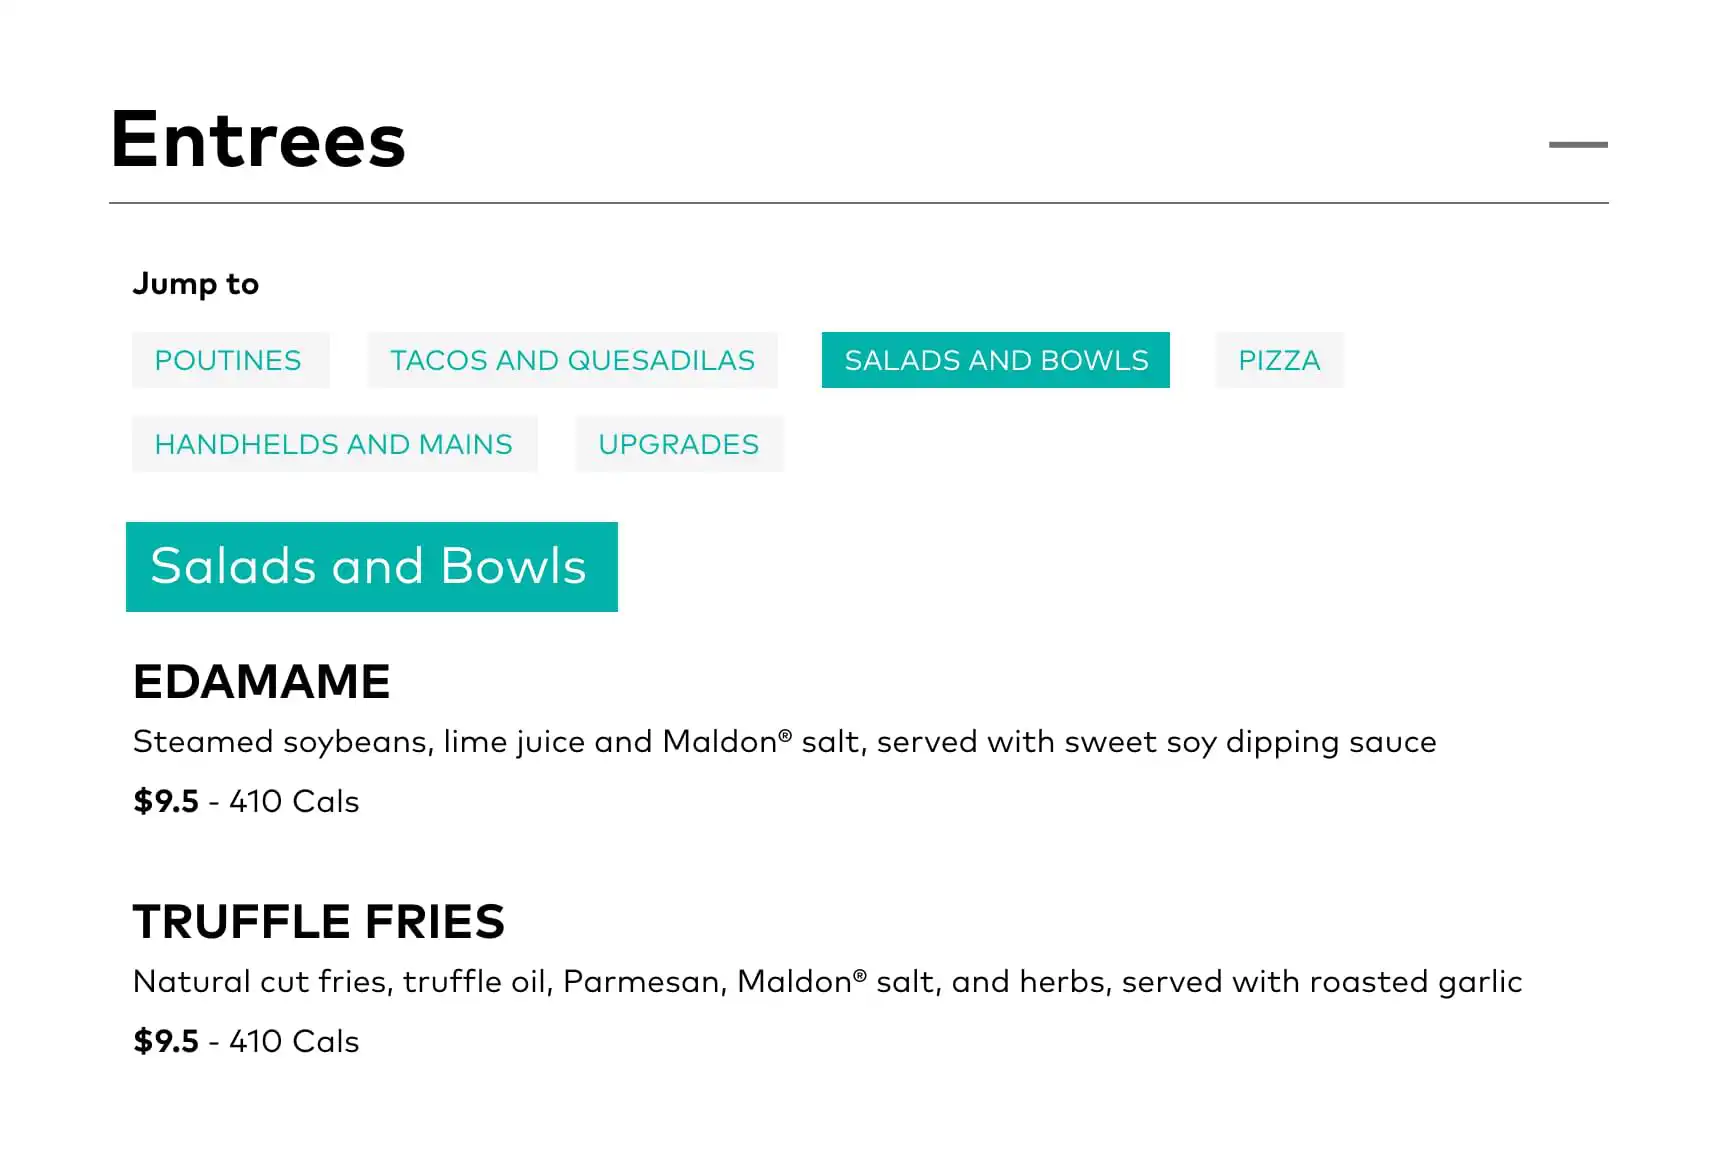 Entrees
Jump to
POUTINES TACOS AND QUESADILAS SALADS AND BOWLS PIZZA
HANDHELDS AND MAINS UPGRADES
Salads and Bowls
EDAMAME
Steamed soybeans, lime juice and Maldon® salt, served with sweet soy dipping sauce
$9.5 - 410 Cals
TRUFFLE FRIES
Natural cut fries, truffle oil, Parmesan, Maldon® salt, and herbs, served with roasted garlic
$9.5 - 410 Cals